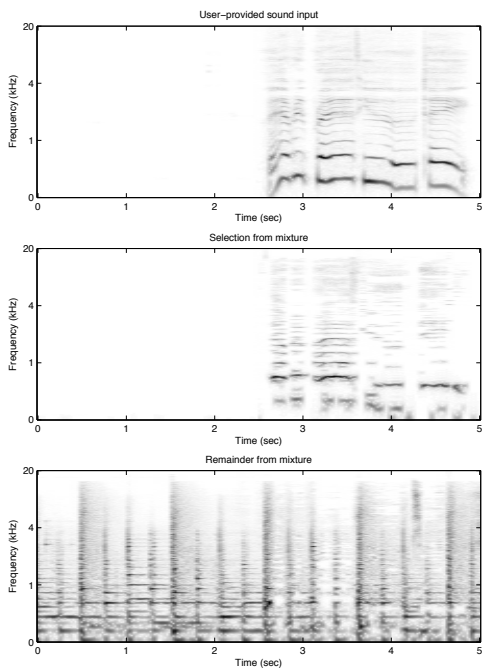 User−provided sound input
20
4
1
0
Frequency (kHz)
0 1 2 3 4 5
Time (sec)
Selection from mixture
20
4
1
0
Frequency (kHz)
0 1 2 3 4 5
Time (sec)
Remainder from mixture
20
4
1
0
Frequency (kHz)
0 1 2 3 4 5
Time (sec)